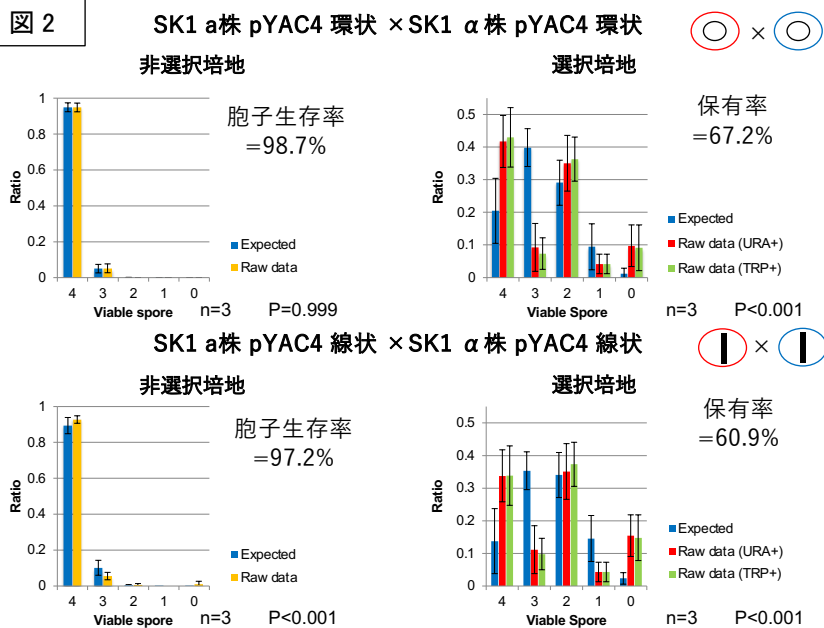 図 2
SK1 a株 pYAC4 環状 ×SK1 α株 pYAC4 環状
×
非選択培地
選択培地
1
0.8
0.6
0.4
0.2
0
Ratio
4 3 2 1 0
Viable spore
胞子生存率
=98.7%
Expected
Raw data
n=3 P=0.999
0.5
0.4
0.3
0.2
0.1
0
Ratio
4 3 2 1 0
Viable spore
保有率
=67.2%
Expected
Raw data (URA+)
Raw data (TRP+)
n=3 P<0.001
SK1 a株 pYAC4 線状 ×SK1 α株 pYAC4 線状
×
非選択培地
選択培地
1
0.8
0.6
0.4
0.2
0
Ratio
4 3 2 1 0
Viable spore
胞子生存率
=97.2%
Expected
Raw data
n=3 P<0.001
0.5
0.4
0.3
0.2
0.1
0
Ratio
4 3 2 1 0
Viable spore
保有率
=60.9%
Expected
Raw data (URA+)
Raw data (TRP+)
n=3 P<0.001